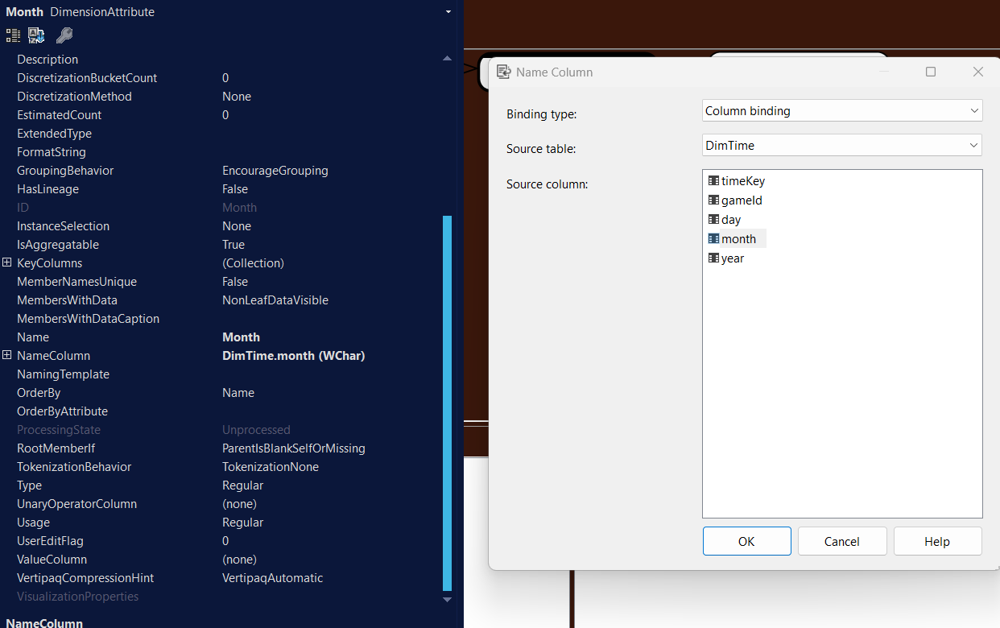 Month DimensionAttribute
Description
DiscretizationBucketCount 0
DiscretizationMethod None
EstimatedCount 0
ExtendedType
FormatString
GroupingBehavior EncourageGrouping
HasLineage False
ID Month
InstanceSelection None
IsAggregatable True
KeyColumns (Collection)
MemberNamesUnique False
MembersWithData NonLeafDataVisible
MembersWithDataCaption
Name Month
NameColumn DimTime.month (WChar)
NamingTemplate
OrderBy Name
OrderByAttribute
ProcessingState Unprocessed
RootMemberIf ParentIsBlankSelfOrMissing
TokenizationBehavior TokenizationNone
Type Regular
UnaryOperatorColumn (none)
Usage Regular
UserEditFlag 0
ValueColumn (none)
VertipaqCompressionHint VertipaqAutomatic
VisualizationProperties
NameColumn
Name Column
Binding type: Column binding
Source table: DimTime
Source column:
timeKey
gameId
day
month
year
OK Cancel Help